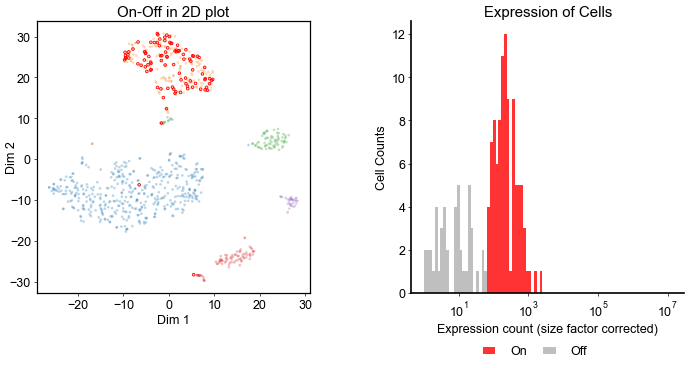 On-Off in 2D plot
Expression of Cells
30
20
10
0
−10
−20
−30
Dim 2
−20 −10 0 10 20 30
Dim 1
12
10
8
6
4
2
0
Cell Counts
10^1 10^3 10^5 10^7
Expression count (size factor corrected)
On Off